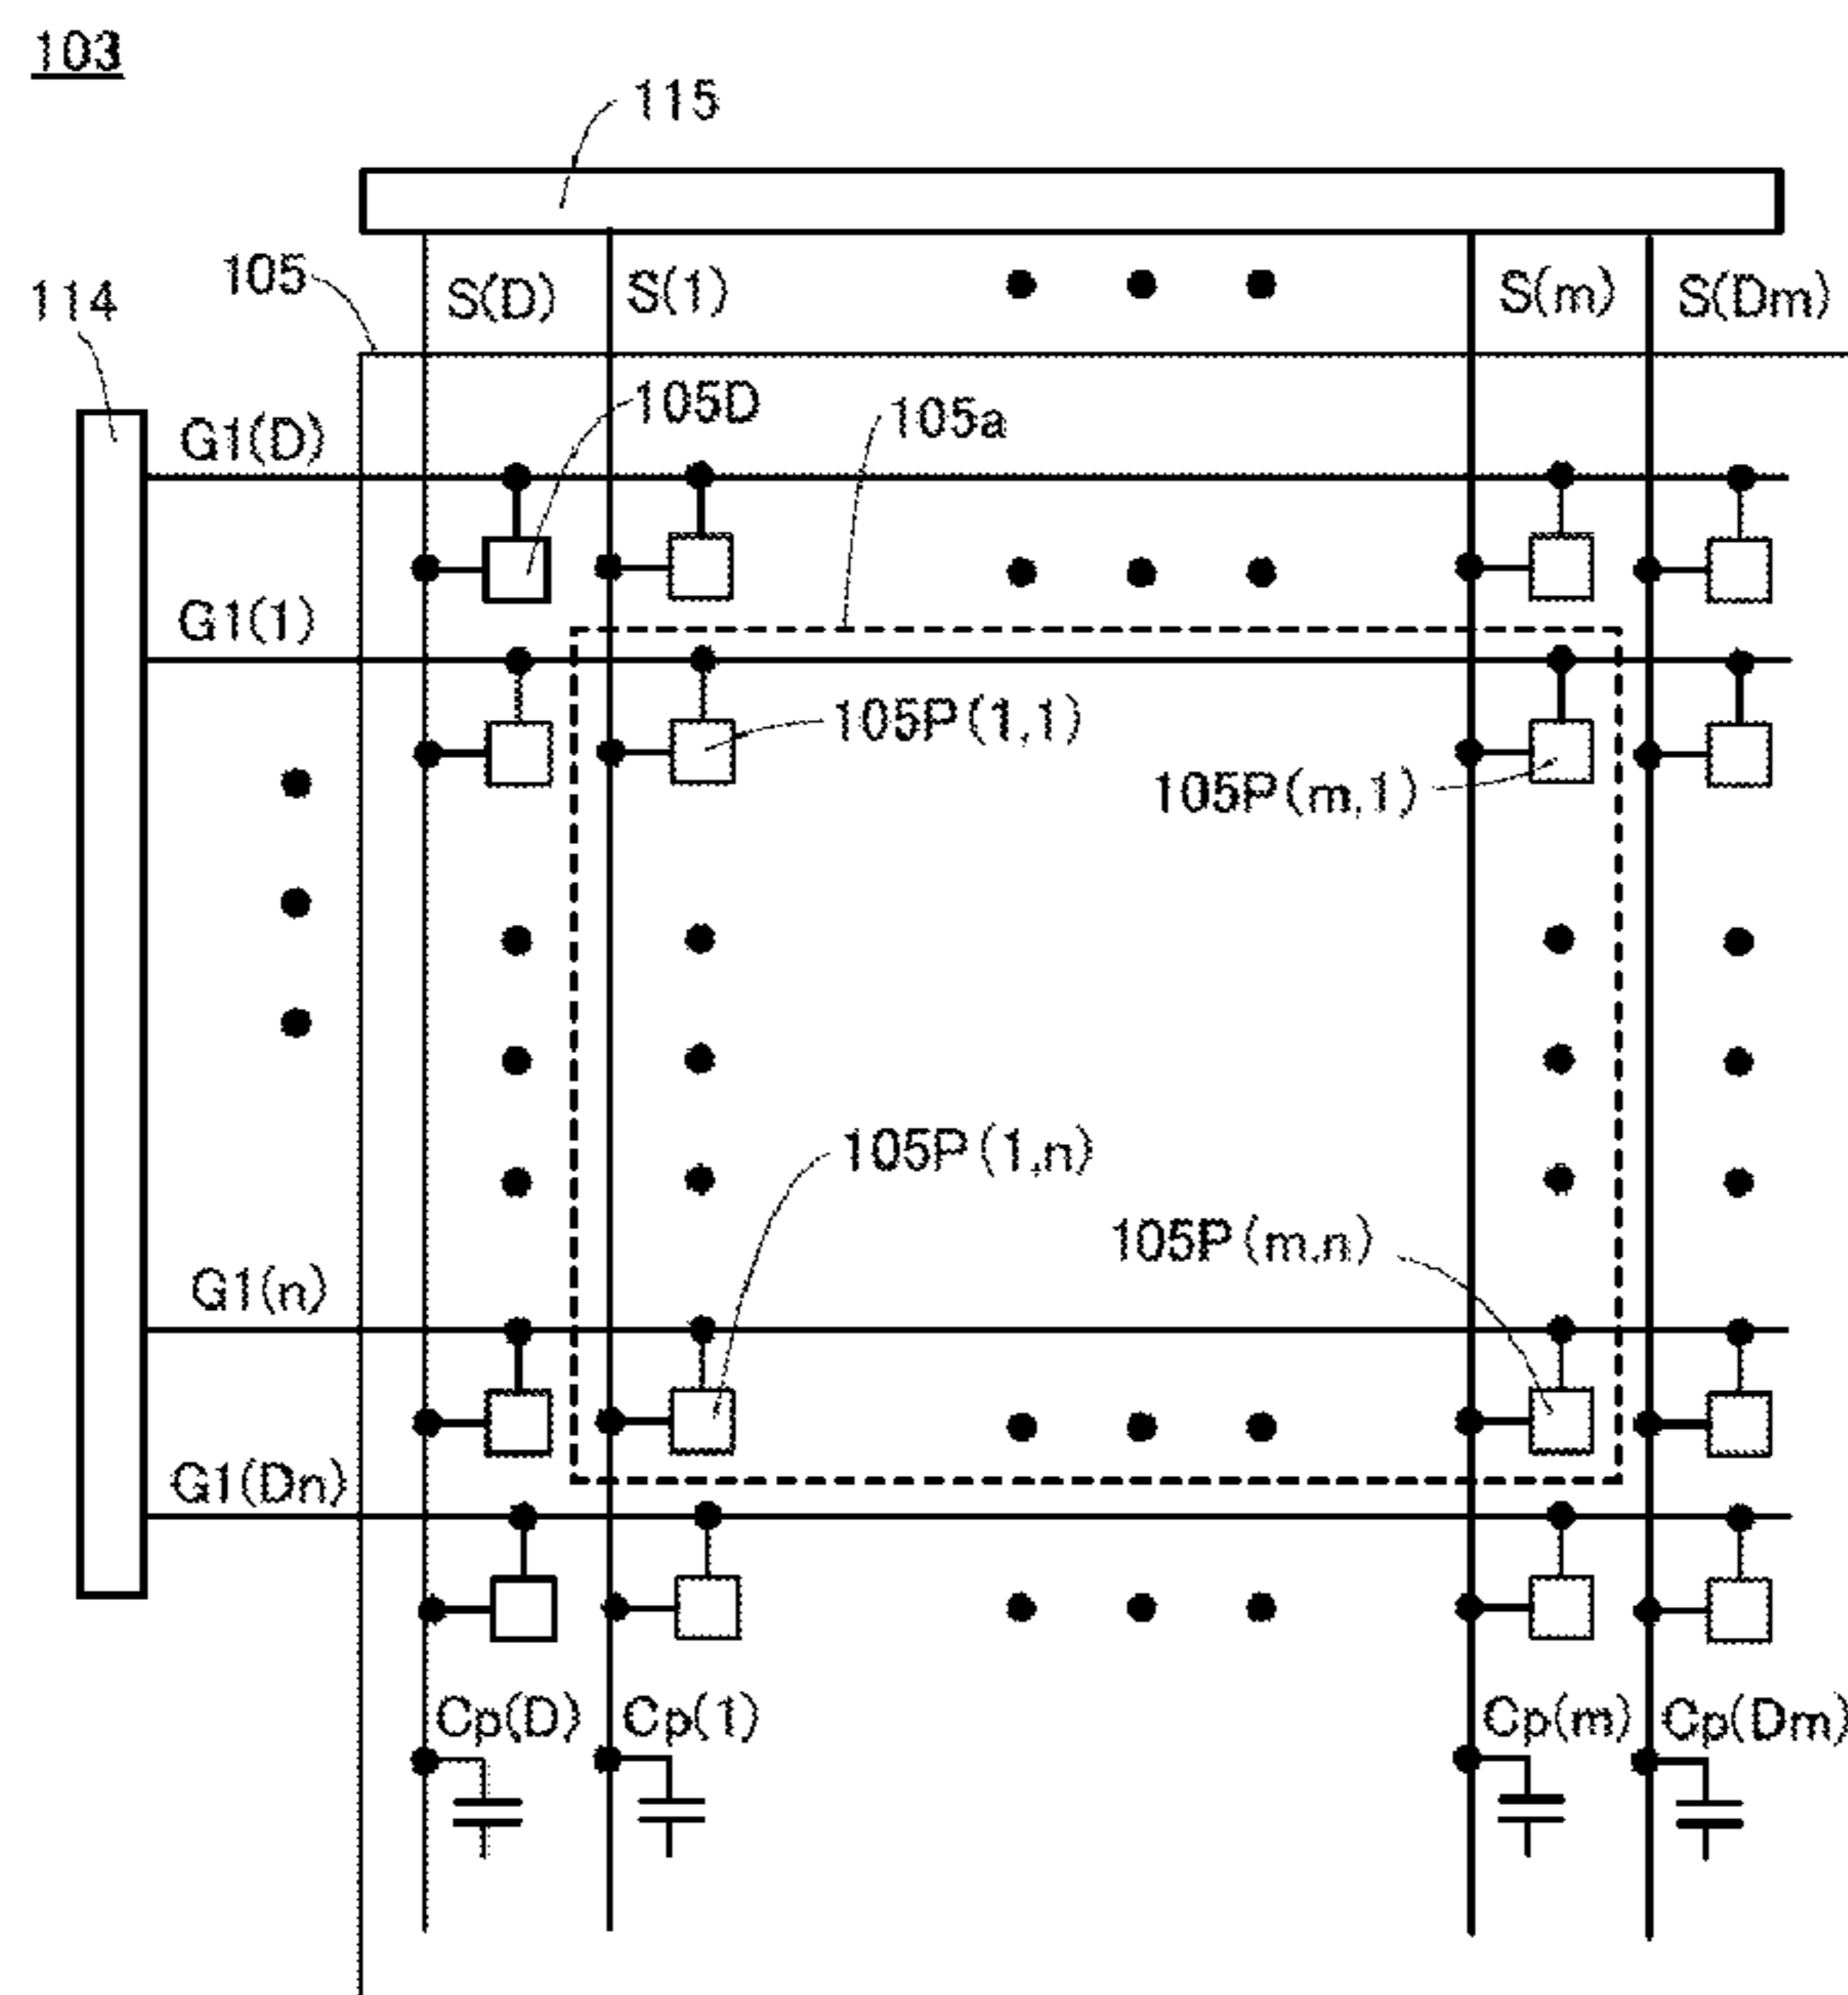 103
115
105
114
S(D) S(1) S(m) S(Dm)
105D
105a
G1(D)
G1(1)
105P(1,1)
105P(m,1)
105P(1,n)
105P(m,n)
G1(n)
G1(Dn)
Cp(D) Cp(1) Cp(m) Cp(Dm)